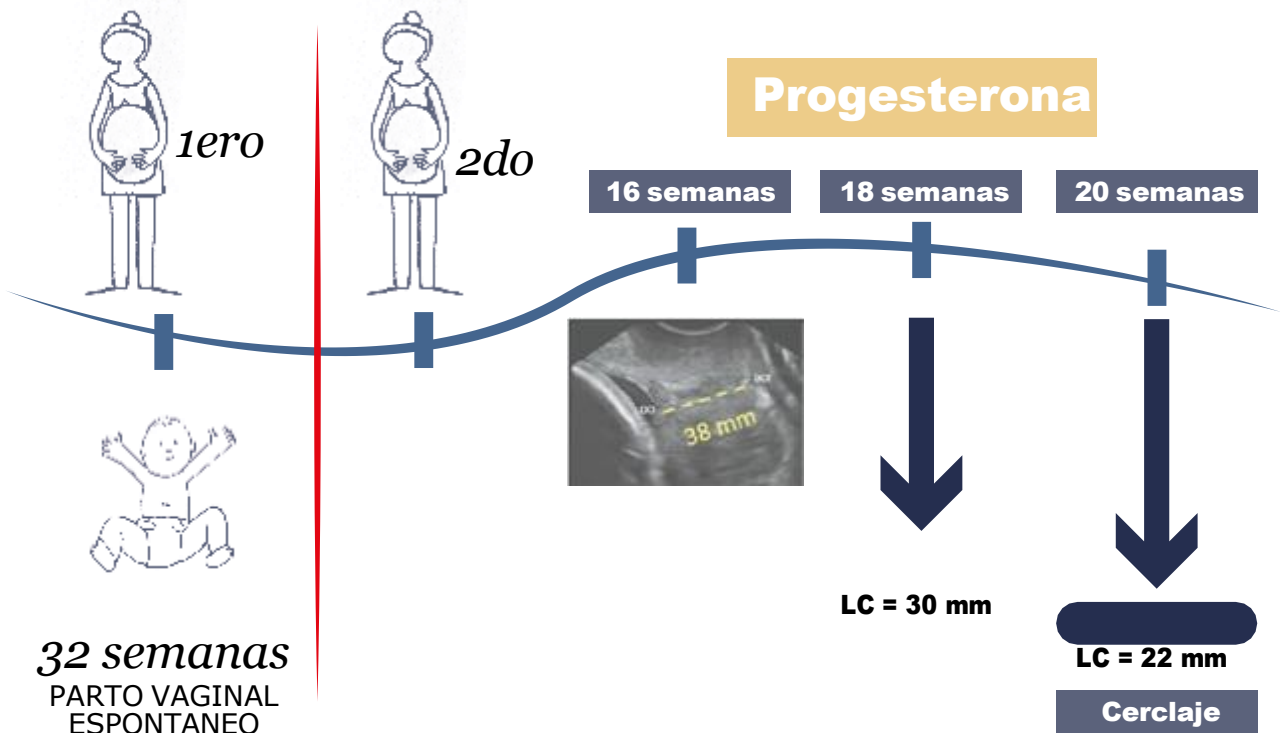 1ero
2do
Progesterona
16 semanas
18 semanas
20 semanas
38 mm
LC = 30 mm
LC = 22 mm
Cerclaje
32 semanas
PARTO VAGINAL
ESPONTANEO